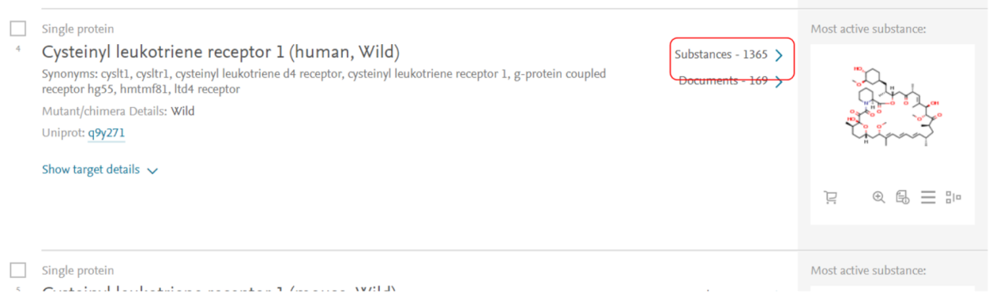 Single protein
Most active substance:
4
Cysteinyl leukotriene receptor 1 (human, Wild)
Substances - 1365
Synonyms: cyslt1, cysltr1, cysteinyl leukotriene d4 receptor, cysteinyl leukotriene receptor 1, g-protein coupled
receptor hg55, hmtmf81, ltd4 receptor
Documents - 169
Mutant/chimera Details: Wild
Uniprot: q9y271
Show target details
Single protein
Most active substance:
5
Cysteinyl leukotriene receptor 1 (mouse, Wild)